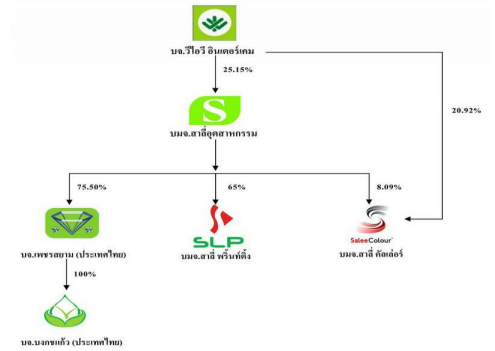 บจ.วีไอวี อินเตอร์เคม
25.15%
20.92%
S
บมจ.สาลี่อุตสาหกรรม
75.50%
65%
8.09%
SLP
SaleeColour
บจ.เพชรสยาม (ประเทศไทย)
บมจ.สาลี่ พริ้นท์ติ้ง
บมจ.สาลี่ คัลเล่อร์
100%
บจ.บงกชแก้ว (ประเทศไทย)